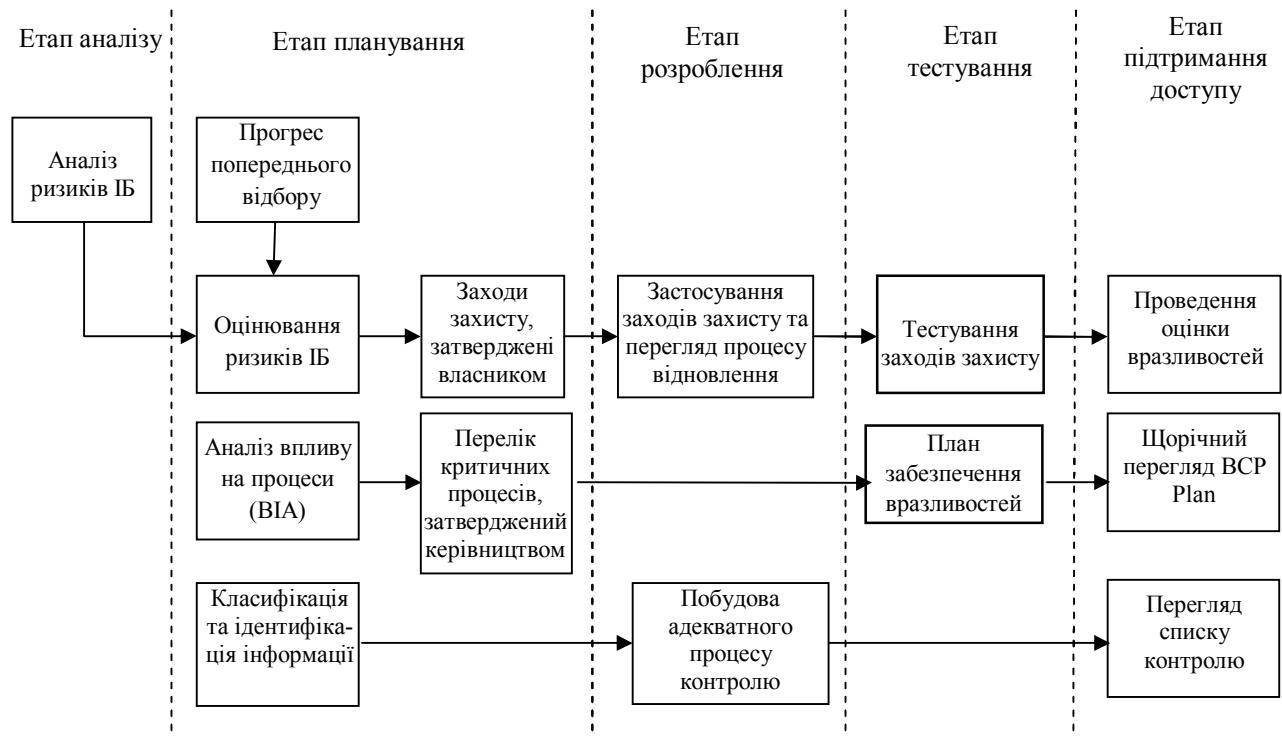 Етап аналізу
Етап планування
Етап
розроблення
Етап
тестування
Етап
підтримання
доступу
Аналіз
ризиків ІБ
Прогрес
попереднього
відбору
Оцінювання
ризиків ІБ
Заходи
захисту,
затверджені
власником
Застосування
заходів захисту та
перегляд процесу
відновлення
Тестування
заходів захисту
Проведення
оцінки
вразливостей
Аналіз впливу
на процеси
(BIA)
Перелік
критичних
процесів,
затверджений
керівництвом
План
забезпечення
вразливостей
Щорічний
перегляд BCP
Plan
Класифікація
та ідентифіка-
ція інформації
Побудова
адекватного
процесу
контролю
Перегляд
списку
контролю